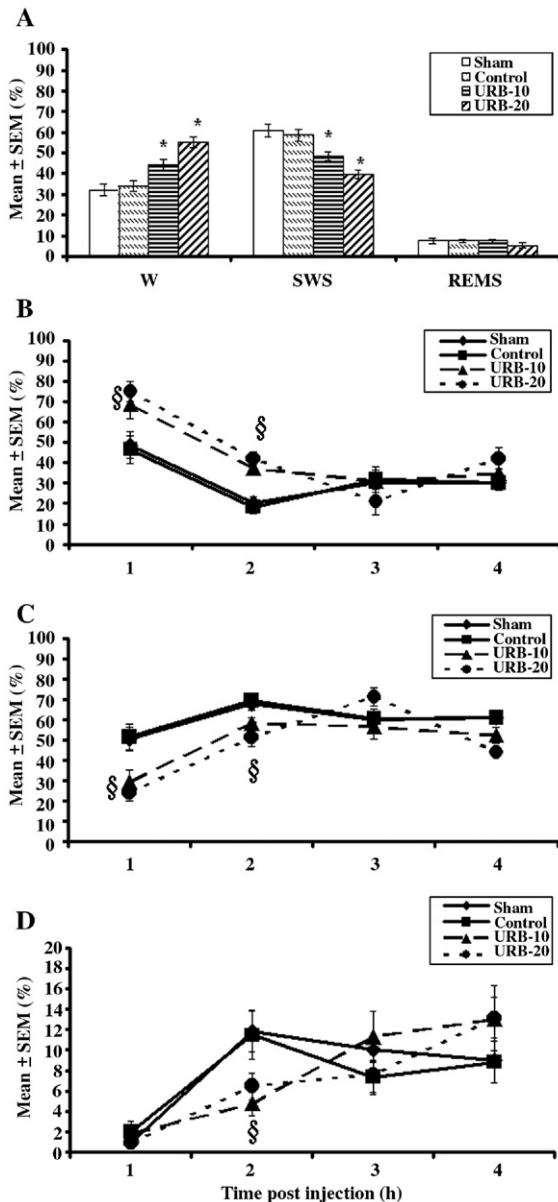 A
100
90
80
70
60
50
40
30
20
10
0
Mean ± SEM (%)
Sham
Control
URB-10
URB-20
* *
* *
W SWS REMS
B
100
90
80
70
60
50
40
30
20
10
0
Mean ± SEM (%)
Sham
Control
URB-10
URB-20
§ §
1 2 3 4
C
100
90
80
70
60
50
40
30
20
10
0
Mean ± SEM (%)
Sham
Control
URB-10
URB-20
§ §
1 2 3 4
D
20
18
16
14
12
10
8
6
4
2
0
Mean ± SEM (%)
Sham
Control
URB-10
URB-20
§
1 2 3 4
Time post injection (h)